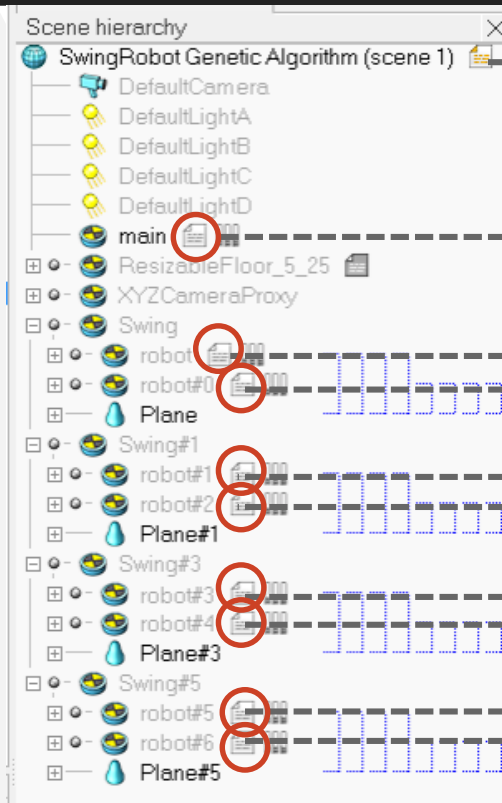 Scene hierarchy
SwingRobot Genetic Algorithm (scene 1)
DefaultCamera
DefaultLightA
DefaultLightB
DefaultLightC
DefaultLightD
main
ResizableFloor_5_25
XYZCameraProxy
Swing
robot
robot#0
Plane
Swing#1
robot#1
robot#2
Plane#1
Swing#3
robot#3
robot#4
Plane#3
Swing#5
robot#5
robot#6
Plane#5